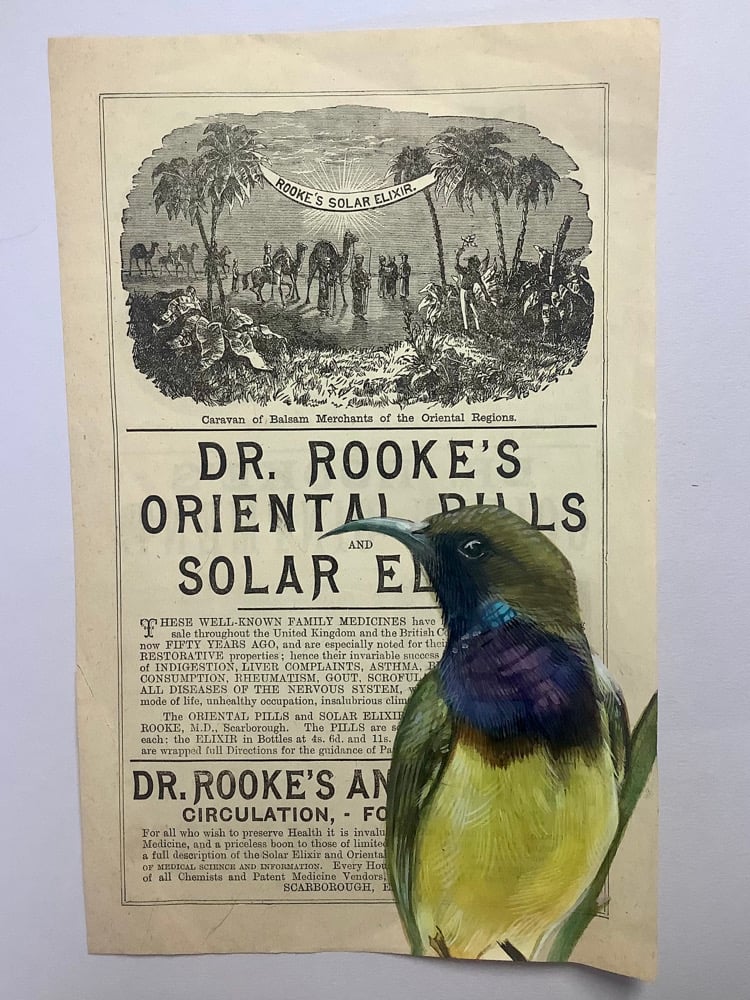 ROOKE'S SOLAR ELIXIR.
Caravan of Balsam Merchants of the Oriental Regions.
DR. ROOKE'S
ORIENTAL PILLS
AND
SOLAR EL
THESE WELL-KNOWN FAMILY MEDICINES have
sale throughout the United Kingdom and the British
now FIFTY YEARS AGO, and are especially noted for their
RESTORATIVE properties; hence their invariable success
of INDIGESTION, LIVER COMPLAINTS, ASTHMA,
CONSUMPTION, RHEUMATISM, GOUT, SCROFULA
ALL DISEASES OF THE NERVOUS SYSTEM,
mode of life, unhealthy occupation, insalubrious
The ORIENTAL PILLS and SOLAR ELIXIR
ROOKE, M.D., Scarborough. The PILLS are
each; the ELIXIR in Bottles at 4s. 6d. and 11s.
are wrapped full Directions for the guidance of
DR. ROOKE'S AN
CIRCULATION, - FO
For all who wish to preserve Health it is
Medicine, and a priceless boon to those of limited
a full description of the Solar Elixir and
OF MEDICAL SCIENCE AND INFORMATION. Every
of all Chemists and Patent Medicine Vendors,
SCARBOROUGH, E